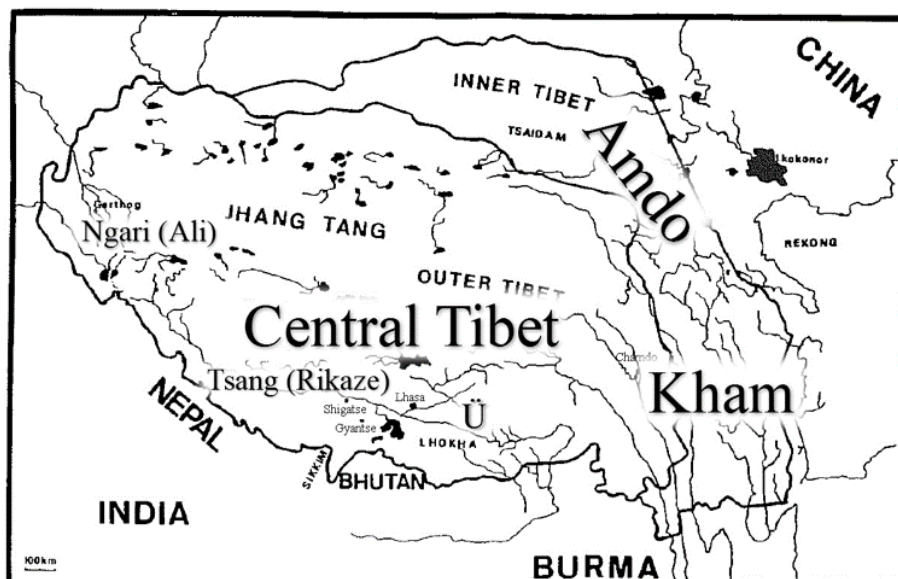 CHINA
INNER TIBET
TSAIDAM
Amdo
kokonor
Gerthog
JHANG TANG
REKONG
Ngari (Ali)
OUTER TIBET
Central Tibet
Chamdo
Tsang (Rikaze)
Kham
Lhasa
Shigatse
Ü
Gyantse
LHOKHA
NEPAL
SIKKIM
BHUTAN
INDIA
BURMA
100km